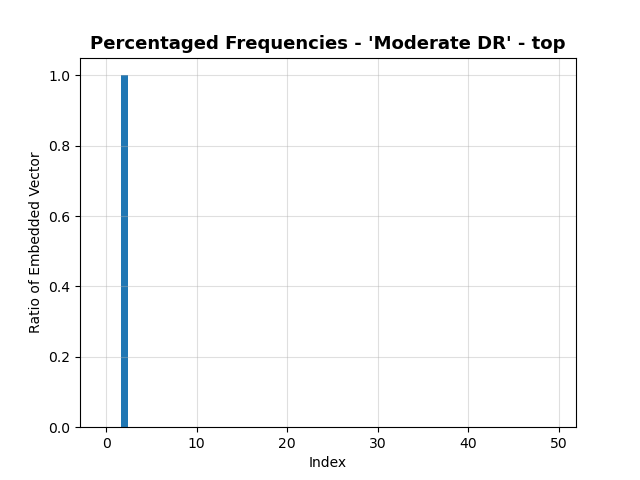 Percentaged Frequencies - 'Moderate DR' - top
1.0
0.8
0.6
0.4
0.2
0.0
Ratio of Embedded Vector
0 10 20 30 40 50
Index